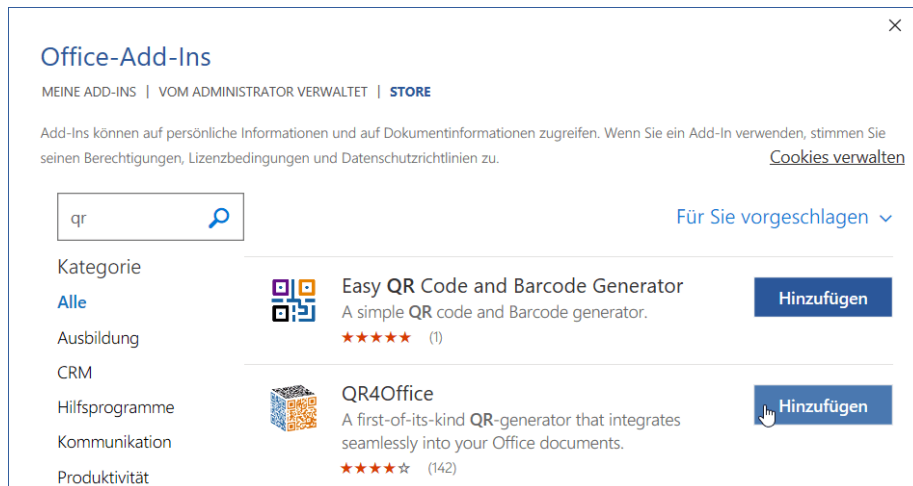 Office-Add-Ins
MEINE ADD-INS | VOM ADMINISTRATOR VERWALTET | STORE
Add-Ins können auf persönliche Informationen und auf Dokumentinformationen zugreifen. Wenn Sie ein Add-In verwenden, stimmen Sie
seinen Berechtigungen, Lizenzbedingungen und Datenschutzrichtlinien zu.
Cookies verwalten
qr
Für Sie vorgeschlagen
Kategorie
Alle
Ausbildung
CRM
Hilfsprogramme
Kommunikation
Produktivität
Easy QR Code and Barcode Generator
A simple QR code and Barcode generator.
(1)
Hinzufügen
QR4Office
A first-of-its-kind QR-generator that integrates
seamlessly into your Office documents.
(142)
Hinzufügen